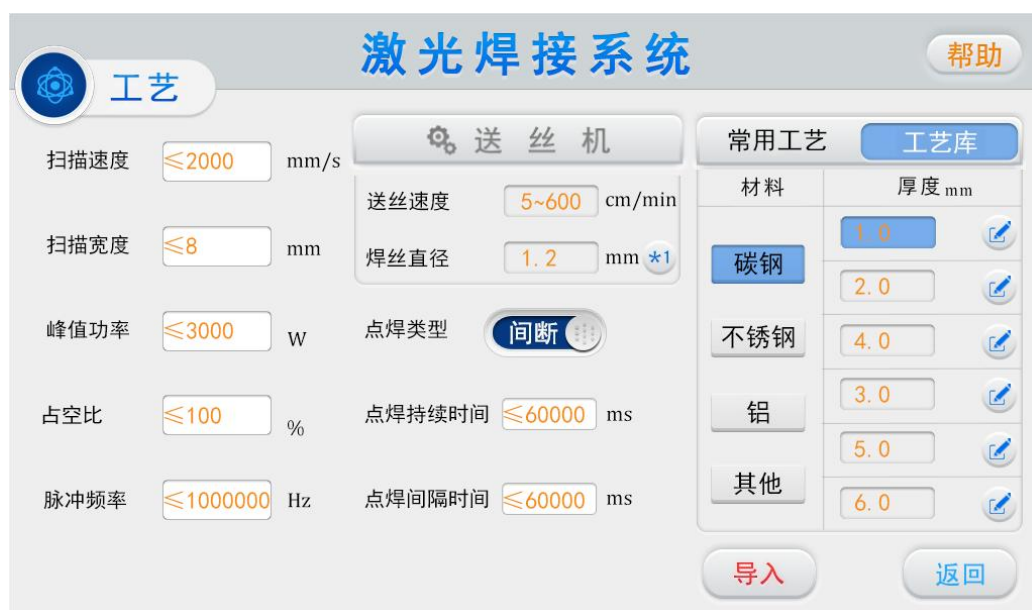 激光焊接系统
帮助
工艺
扫描速度 ≤2000 mm/s
扫描宽度 ≤8 mm
峰值功率 ≤3000 W
占空比 ≤100 %
脉冲频率 ≤1000000 Hz
送丝机
送丝速度 5~600 cm/min
焊丝直径 1.2 mm *1
点焊类型 间断
点焊持续时间 ≤60000 ms
点焊间隔时间 ≤60000 ms
常用工艺 工艺库
材料 厚度 mm
碳钢
不锈钢
铝
其他
1.0
2.0
4.0
3.0
5.0
6.0
导入 返回